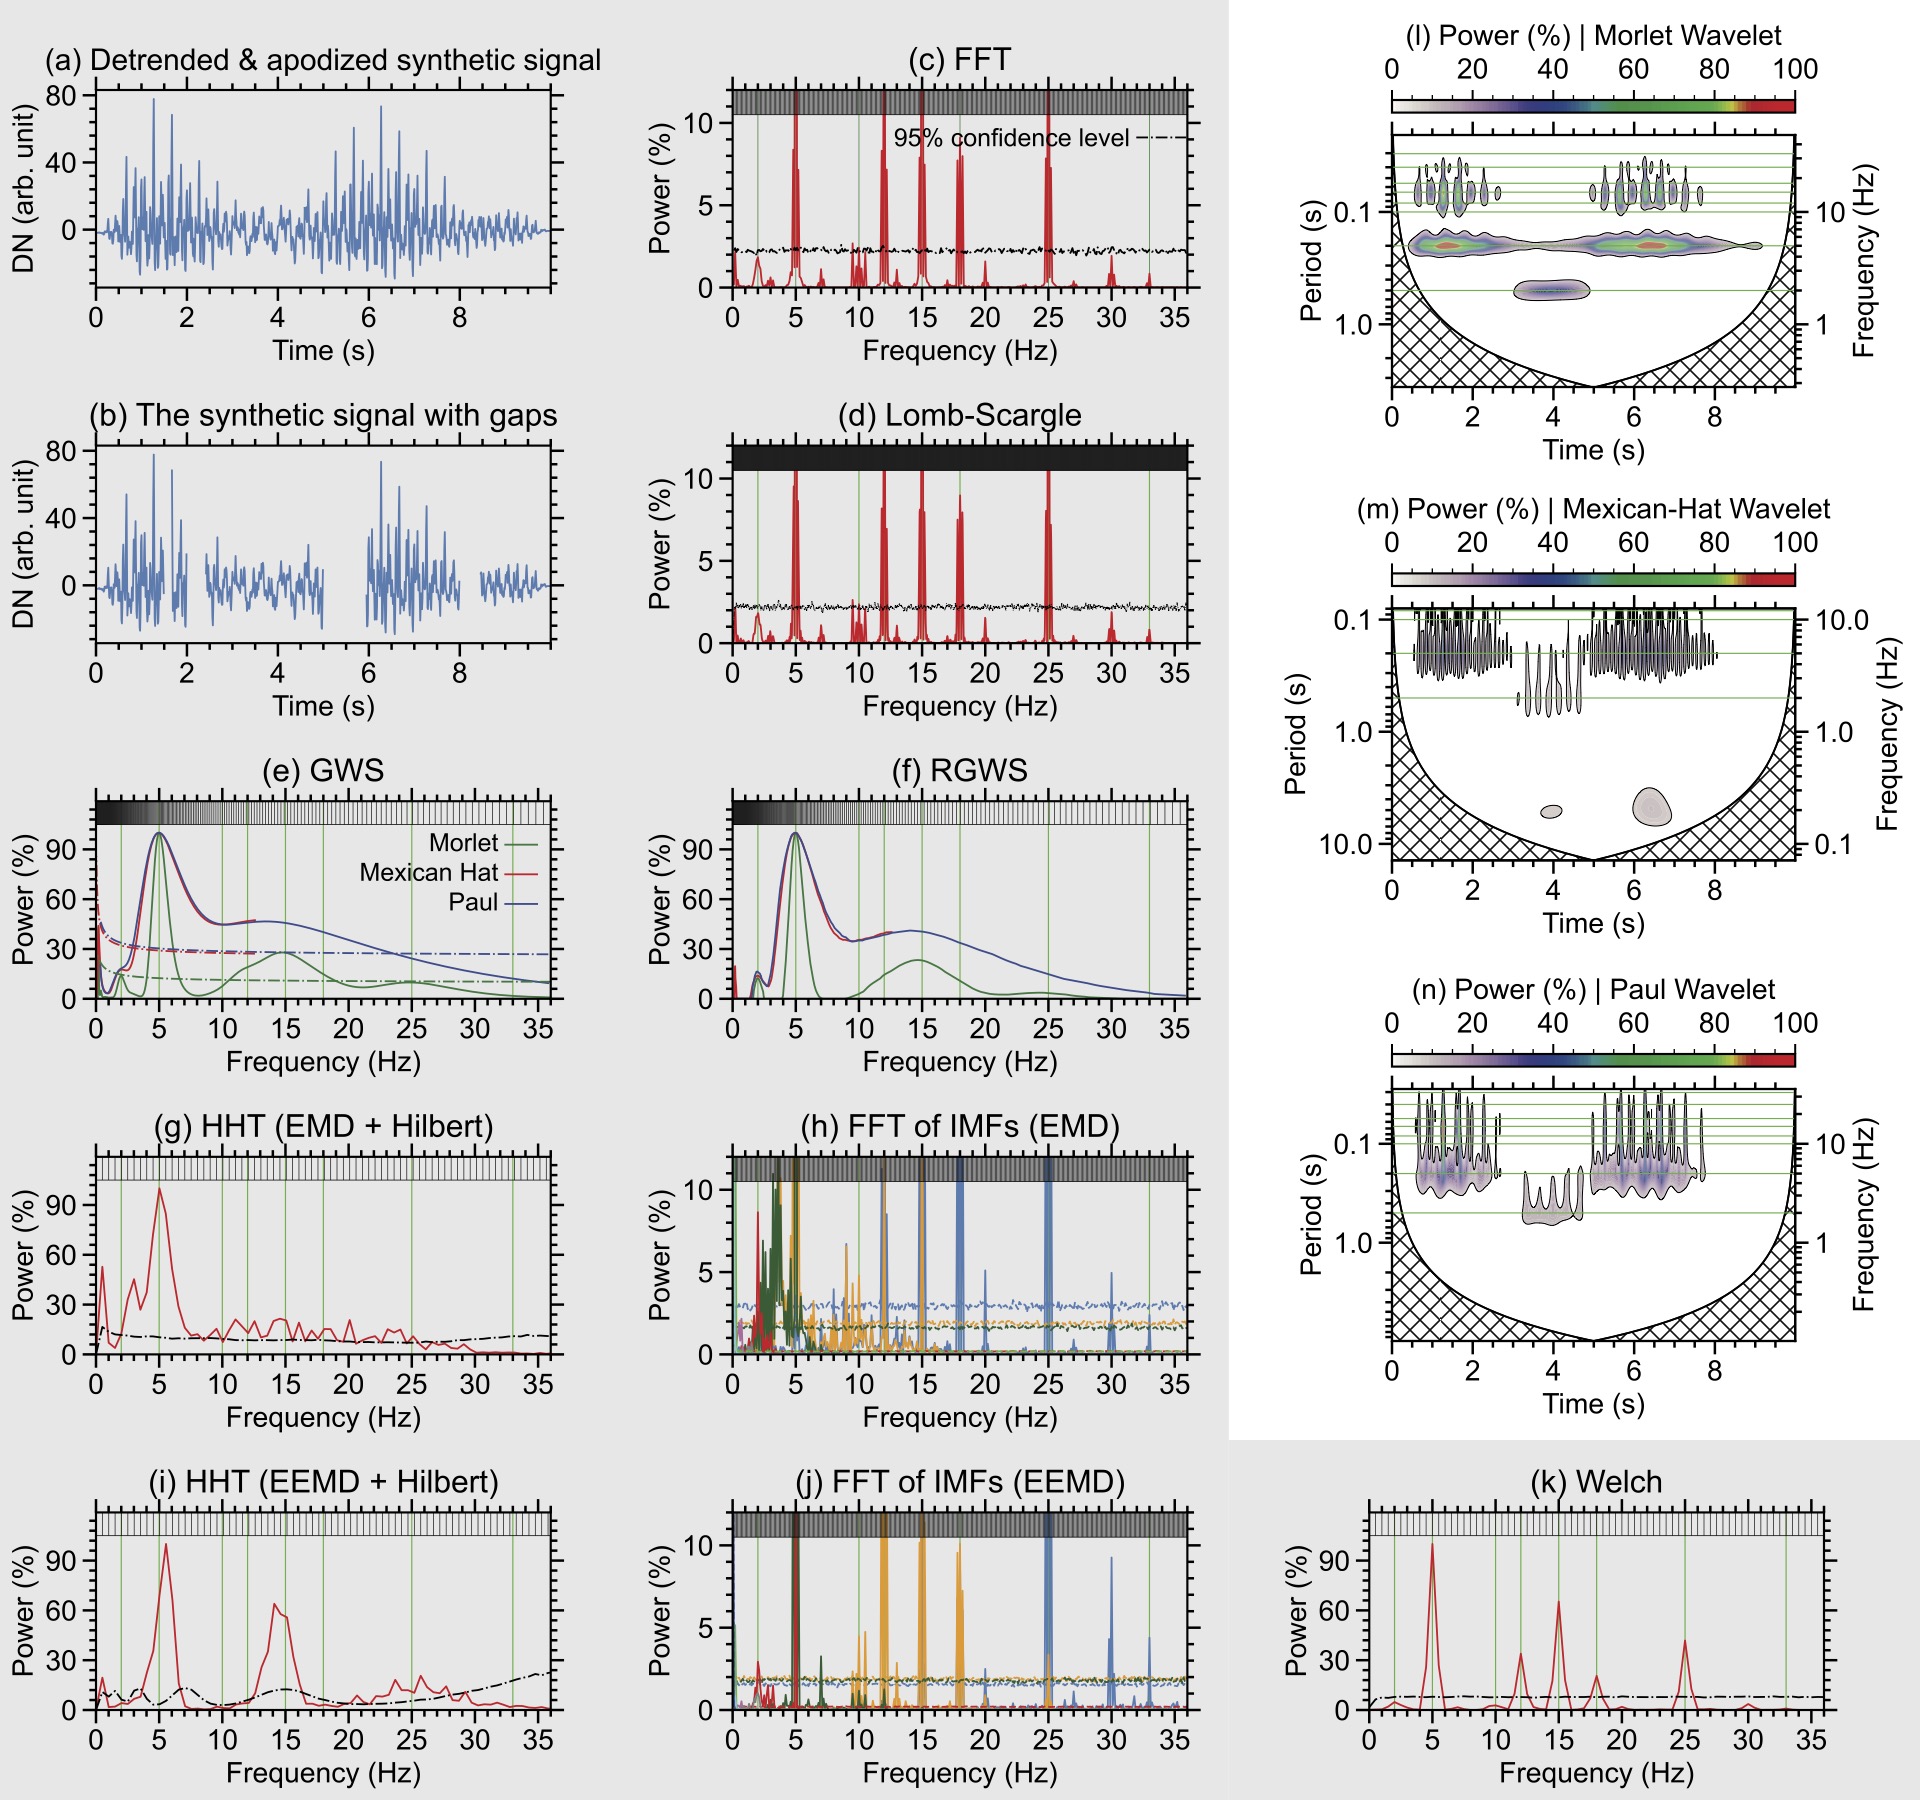 (a) Detrended & apodized synthetic signal
80
40
0
DN (arb. unit)
0 2 4 6 8
Time (s)
(c) FFT
10
5
0
Power (%)
95% confidence level
0 5 10 15 20 25 30 35
Frequency (Hz)
(b) The synthetic signal with gaps
80
40
0
DN (arb. unit)
0 2 4 6 8
Time (s)
(d) Lomb-Scargle
10
5
0
Power (%)
0 5 10 15 20 25 30 35
Frequency (Hz)
(e) GWS
90
60
30
0
Power (%)
Morlet
Mexican Hat
Paul
0 5 10 15 20 25 30 35
Frequency (Hz)
(f) RGWS
90
60
30
0
Power (%)
0 5 10 15 20 25 30 35
Frequency (Hz)
(g) HHT (EMD + Hilbert)
90
60
30
0
Power (%)
0 5 10 15 20 25 30 35
Frequency (Hz)
(h) FFT of IMFs (EMD)
10
5
0
Power (%)
0 5 10 15 20 25 30 35
Frequency (Hz)
(i) HHT (EEMD + Hilbert)
90
60
30
0
Power (%)
0 5 10 15 20 25 30 35
Frequency (Hz)
(j) FFT of IMFs (EEMD)
10
5
0
Power (%)
0 5 10 15 20 25 30 35
Frequency (Hz)
(l) Power (%) | Morlet Wavelet
0 20 40 60 80 100
0.1
1.0
Period (s)
10
1
Frequency (Hz)
0 2 4 6 8
Time (s)
(m) Power (%) | Mexican-Hat Wavelet
0 20 40 60 80 100
0.1
1.0
10.0
Period (s)
10.0
1.0
0.1
Frequency (Hz)
0 2 4 6 8
Time (s)
(n) Power (%) | Paul Wavelet
0 20 40 60 80 100
0.1
1.0
Period (s)
10
1
Frequency (Hz)
0 2 4 6 8
Time (s)
(k) Welch
90
60
30
0
Power (%)
0 5 10 15 20 25 30 35
Frequency (Hz)